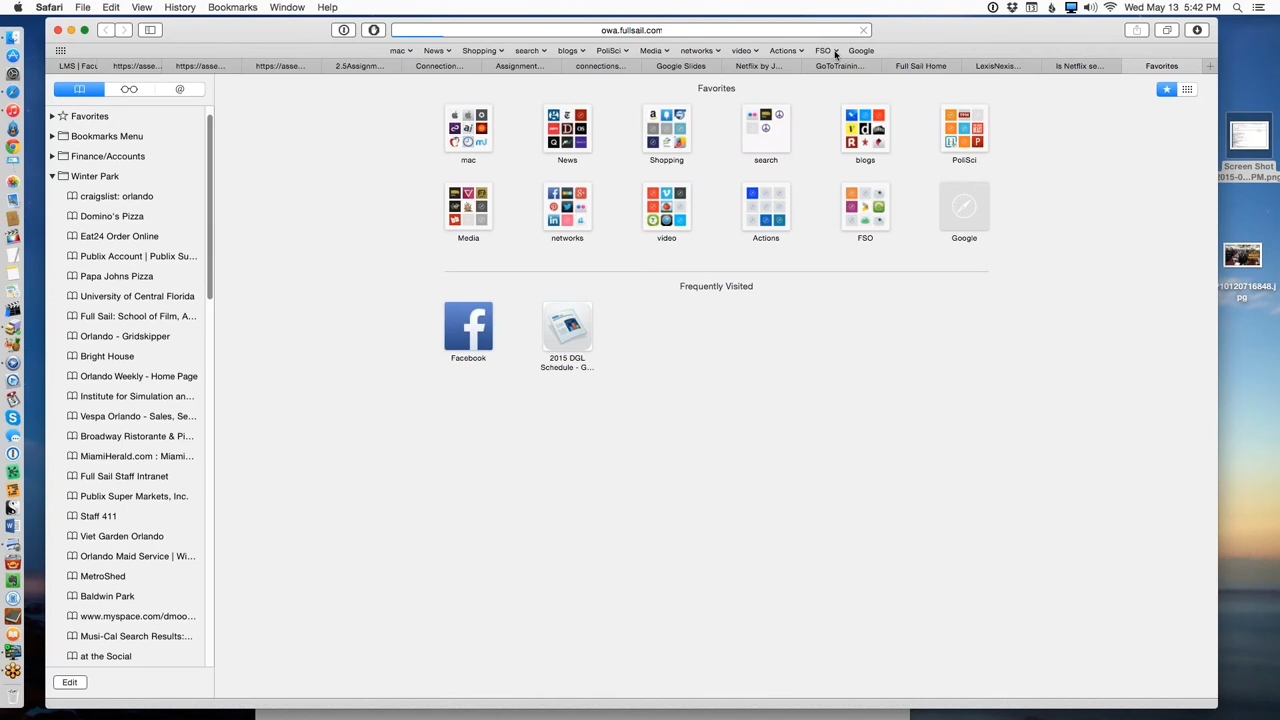 Safari File Edit View History Bookmarks Window Help
Wed May 13 5:42 PM
owa.fullsail.com
mac News Shopping search blogs PoliSci Media networks video Actions FSO Google
LMS | Facu https://asse... https://asse... https://asse... 2.5Assignm... Connection... Assignment... connections... Google Slides Netflix by J... GoToTrainin... Full Sail Home LexisNexis... Is Netflix se... Favorites
@
Favorites
Bookmarks Menu
Finance/Accounts
Winter Park
craigslist: orlando
Domino's Pizza
Eat24 Order Online
Publix Account | Publix Su...
Papa Johns Pizza
University of Central Florida
Full Sail: School of Film, A...
Orlando - Gridskipper
Bright House
Orlando Weekly - Home Page
Institute for Simulation an...
Vespa Orlando - Sales, Se...
Broadway Ristorante & Pi...
MiamiHerald.com : Miami...
Full Sail Staff Intranet
Publix Super Markets, Inc.
Staff 411
Viet Garden Orlando
Orlando Maid Service | Wi...
MetroShed
Baldwin Park
www.myspace.com/dmoo...
Musi-Cal Search Results:...
at the Social
Edit
Favorites
mac News Shopping search blogs PoliSci
Media networks video Actions FSO Google
Frequently Visited
Facebook
2015 DGL
Schedule - G...
Screen Shot
2015-0...PM.png
10120716848.j
pg